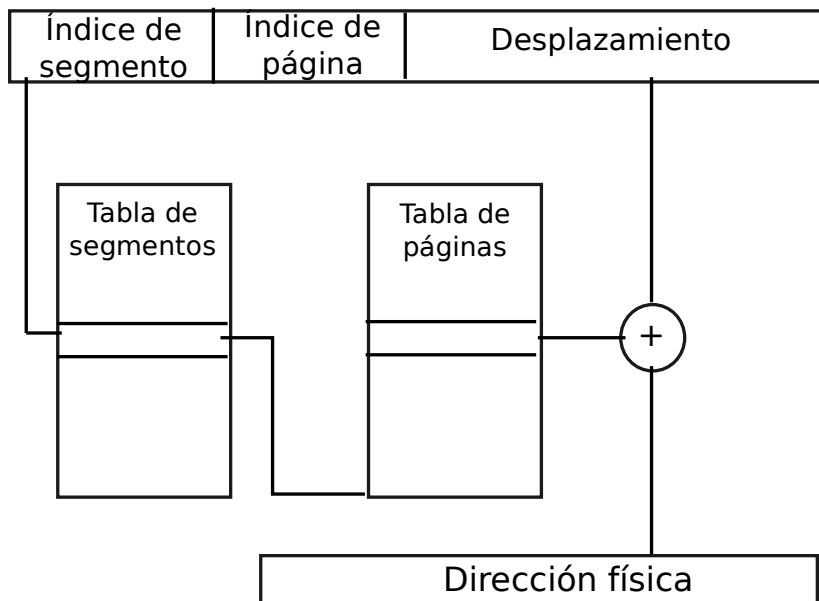 Índice de
segmento
Índice de
página
Desplazamiento
Tabla de
segmentos
Tabla de
páginas
+
Dirección física